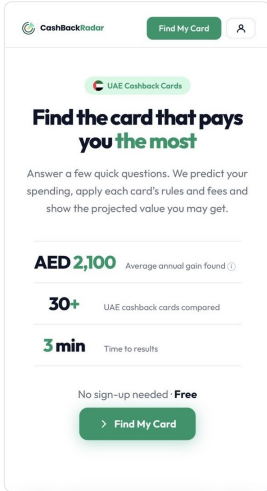 CashBackRadar
Find My Card
UAE Cashback Cards
Find the card that pays
you the most
Answer a few quick questions. We predict your
spending, apply each card's rules and fees and
show the projected value you may get.
AED 2,100 Average annual gain found
30+ UAE cashback cards compared
3 min Time to results
No sign-up needed · Free
Find My Card